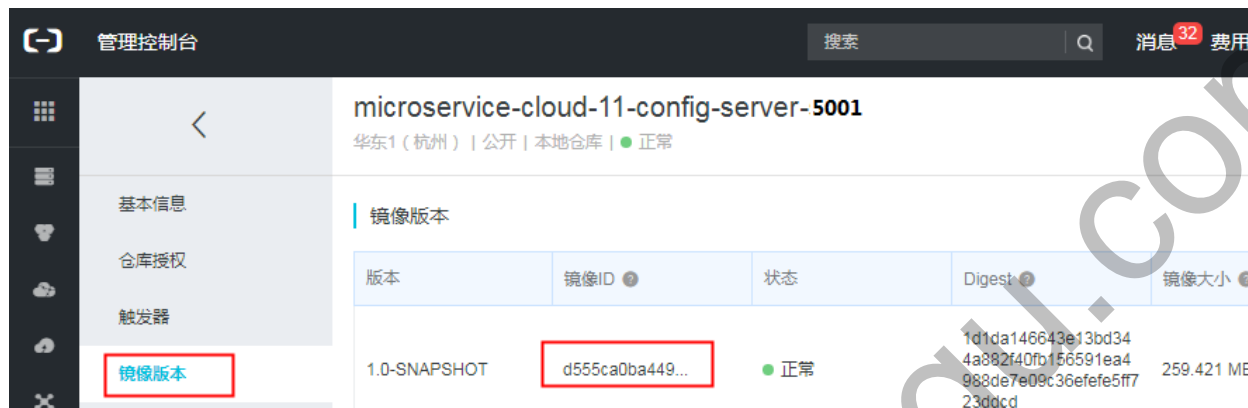 管理控制台
搜索
消息 32 费用
microservice-cloud-11-config-server-5001
华东1（杭州）| 公开 | 本地仓库 | 正常
基本信息
仓库授权
触发器
镜像版本
镜像版本
版本 镜像ID 状态 Digest 镜像大小
1.0-SNAPSHOT d555ca0ba449... 正常
1d1da146643e13bd34
4a882f40fb156591ea4
988de7e09c36efefe5ff7
23ddcd
259.421 ME